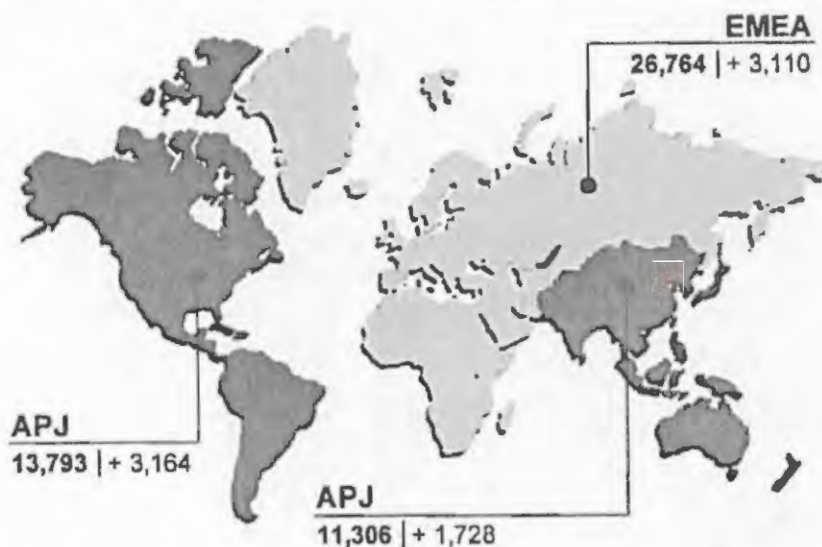 EMEA
26,764 | + 3,110
APJ
13,793 | + 3,164
APJ
11,306 | + 1,728